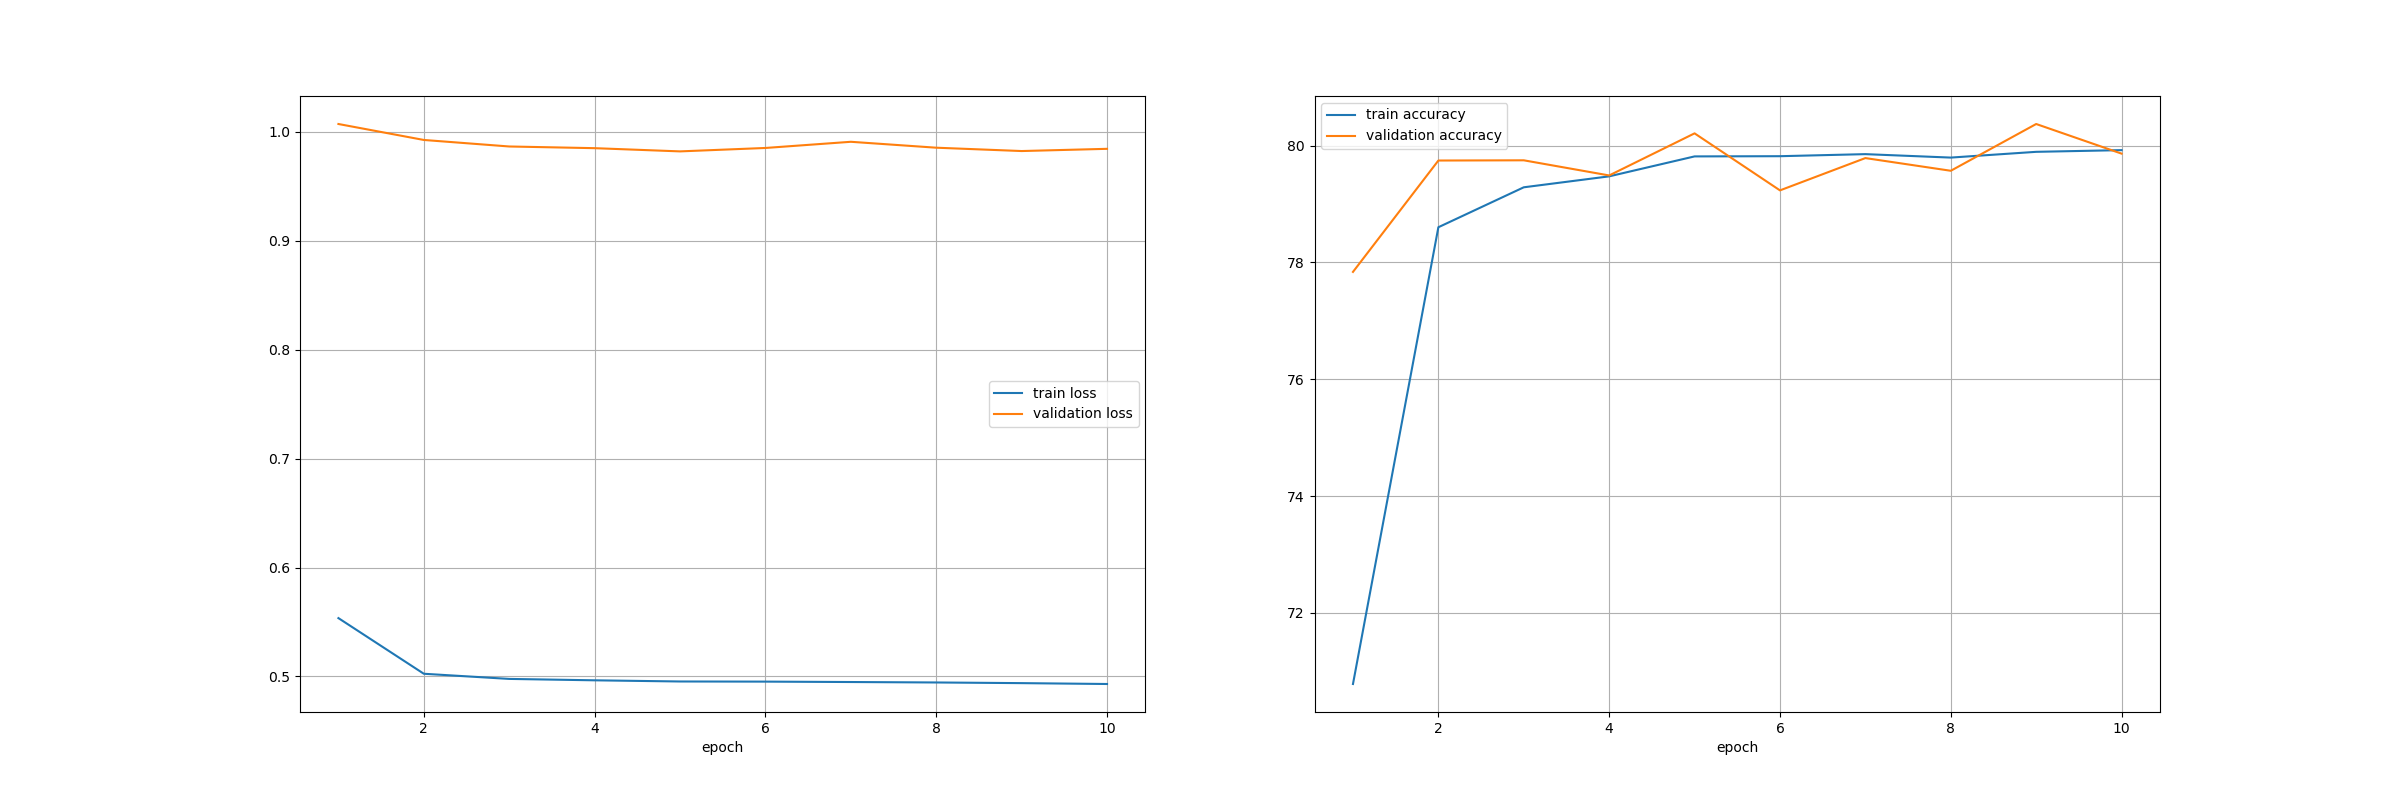 1.0
0.9
0.8
0.7
0.6
0.5
2 4 6 8 10
epoch
train loss
validation loss
80
78
76
74
72
2 4 6 8 10
epoch
train accuracy
validation accuracy